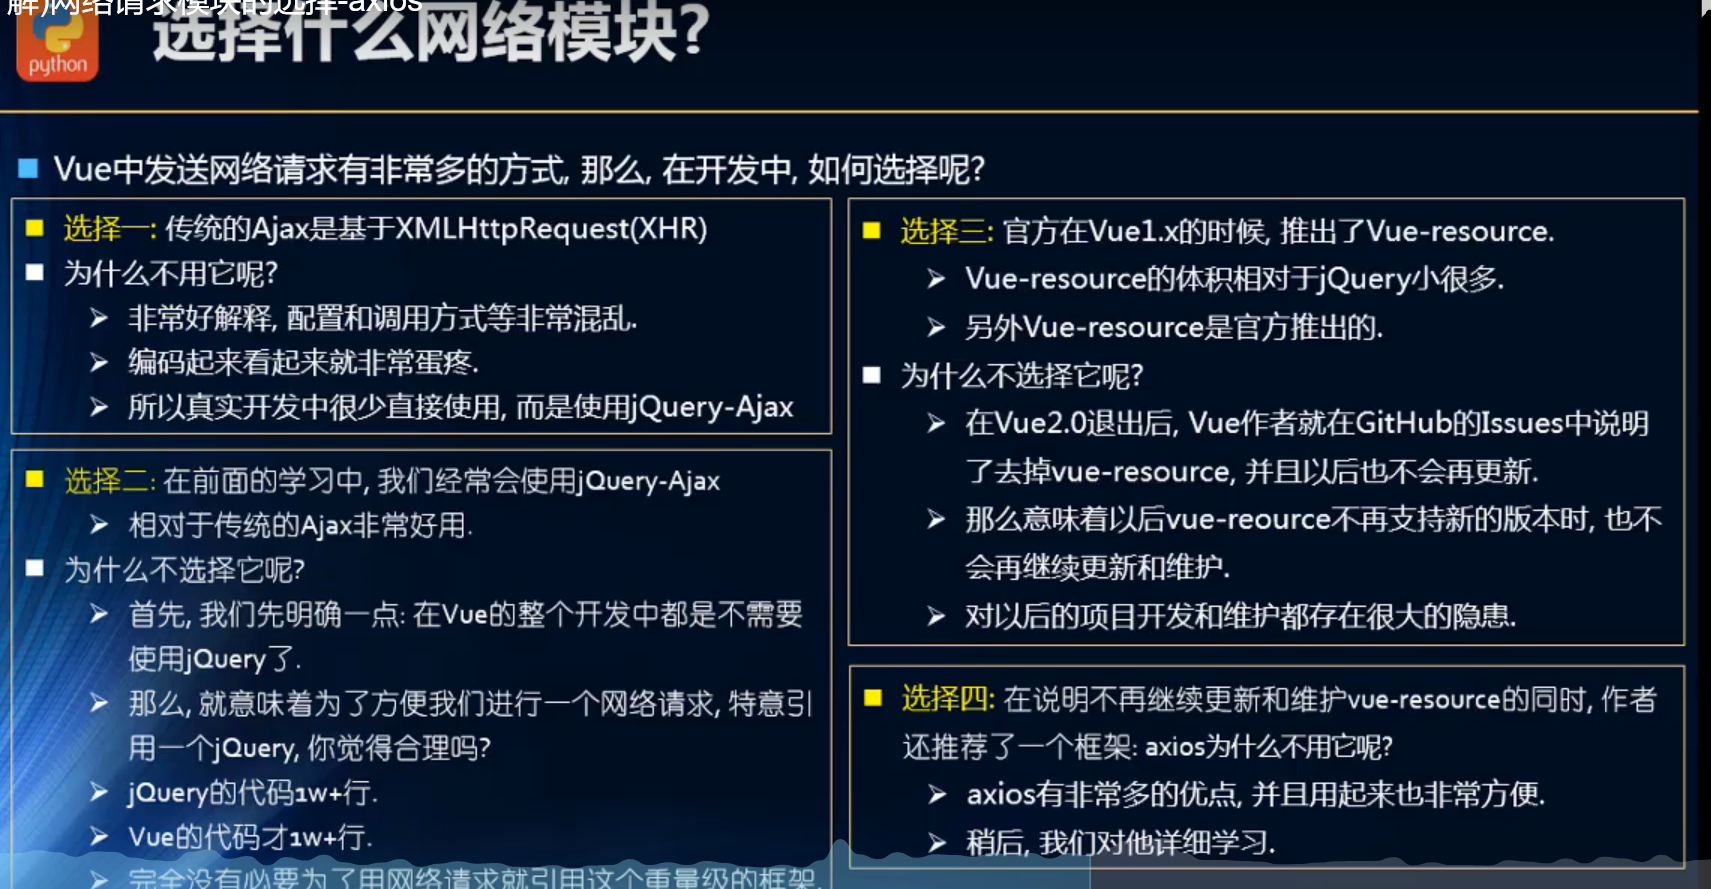 解)网络请求模块的选择-axios
python
选择什么网络模块?
Vue中发送网络请求有非常多的方式, 那么, 在开发中, 如何选择呢?
选择一: 传统的Ajax是基于XMLHttpRequest(XHR)
为什么不用它呢?
非常好解释, 配置和调用方式等非常混乱.
编码起来看起来就非常蛋疼.
所以真实开发中很少直接使用, 而是使用jQuery-Ajax
选择二: 在前面的学习中, 我们经常会使用jQuery-Ajax
相对于传统的Ajax非常好用.
为什么不选择它呢?
首先, 我们先明确一点: 在Vue的整个开发中都是不需要
使用jQuery了.
那么, 就意味着为了方便我们进行一个网络请求, 特意引
用一个jQuery, 你觉得合理吗?
jQuery的代码1w+行.
Vue的代码才1w+行.
完全没有必要为了用网络请求就引用这个重量级的框架.
选择三: 官方在Vue1.x的时候, 推出了Vue-resource.
Vue-resource的体积相对于jQuery小很多.
另外Vue-resource是官方推出的.
为什么不选择它呢?
在Vue2.0退出后, Vue作者就在GitHub的Issues中说明
了去掉vue-resource, 并且以后也不会再更新.
那么意味着以后vue-reource不再支持新的版本时, 也不
会再继续更新和维护.
对以后的项目开发和维护都存在很大的隐患.
选择四: 在说明不再继续更新和维护vue-resource的同时, 作者
还推荐了一个框架: axios为什么不用它呢?
axios有非常多的优点, 并且用起来也非常方便.
稍后, 我们对他详细学习.